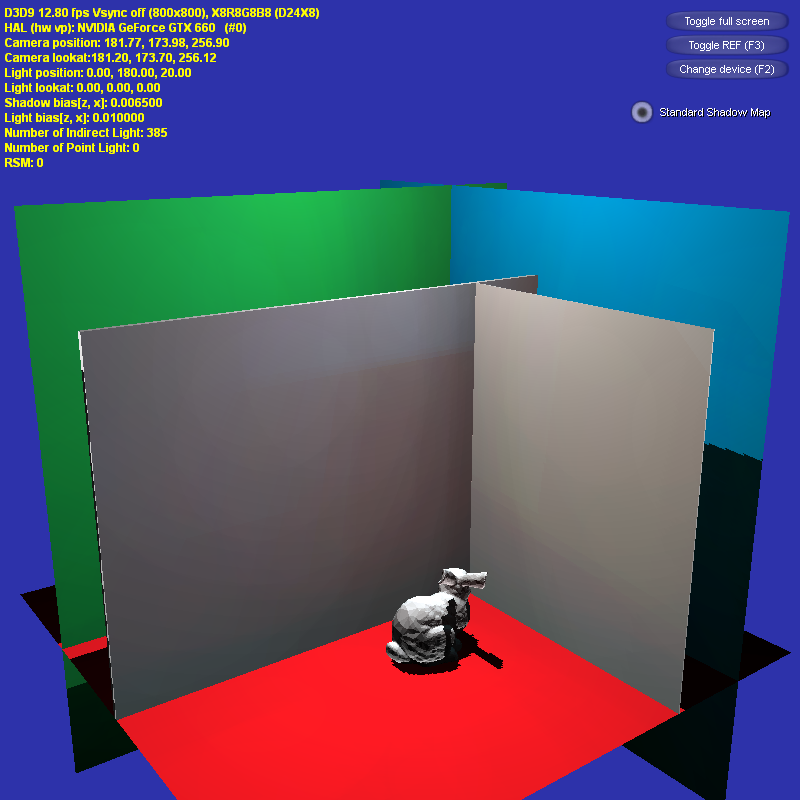 D3D9 12.80 fps Vsync off (800x800), X8R8G8B8 (D24X8)
HAL (hw vp): NVIDIA GeForce GTX 660 (#0)
Camera position: 181.77, 173.98, 256.90
Camera lookat:181.20, 173.70, 256.12
Light position: 0.00, 180.00, 20.00
Light lookat: 0.00, 0.00, 0.00
Shadow bias[z, x]: 0.006500
Light bias[z, x]: 0.010000
Number of Indirect Light: 385
Number of Point Light: 0
RSM: 0
Toggle full screen
Toggle REF (F3)
Change device (F2)
Standard Shadow Map